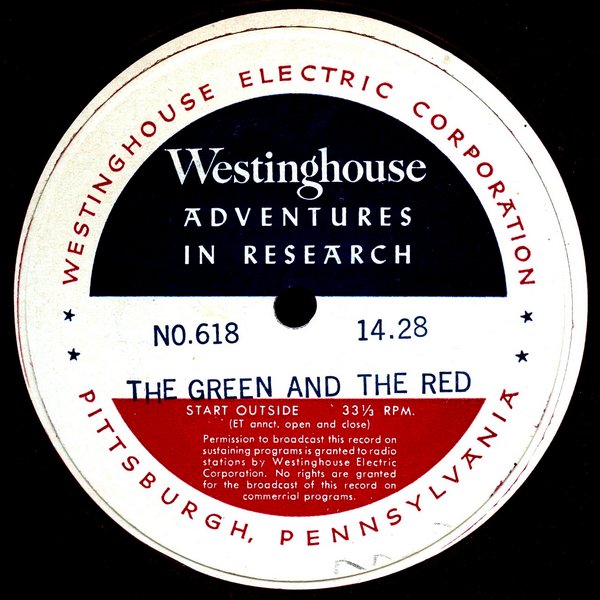 WESTINGHOUSE ELECTRIC CORPORATION
Westinghouse
ADVENTURES
IN RESEARCH
NO.618 14.28
THE GREEN AND THE RED
START OUTSIDE 33⅓ RPM.
(ET annct. open and close)
Permission to broadcast this record on
sustaining programs is granted to radio
stations by Westinghouse Electric
Corporation. No rights are granted
for the broadcast of this record on
commerrial programs.
PITTSBURGH, PENNSYLVANIA